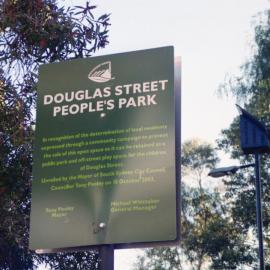 DOUGLAS STREET
PEOPLE'S PARK
In recognition of the determination of local residents
expressed through a community campaign to prevent
the sale of this open space so it can be retained as a
public park and off-street play space for the children
of Douglas Street.
Unveiled by the Mayor of South Sydney City Council,
Councillor Tony Pooley on 18 October 2003.
Tony Pooley
Mayor
Michael Whittaker
General Manager